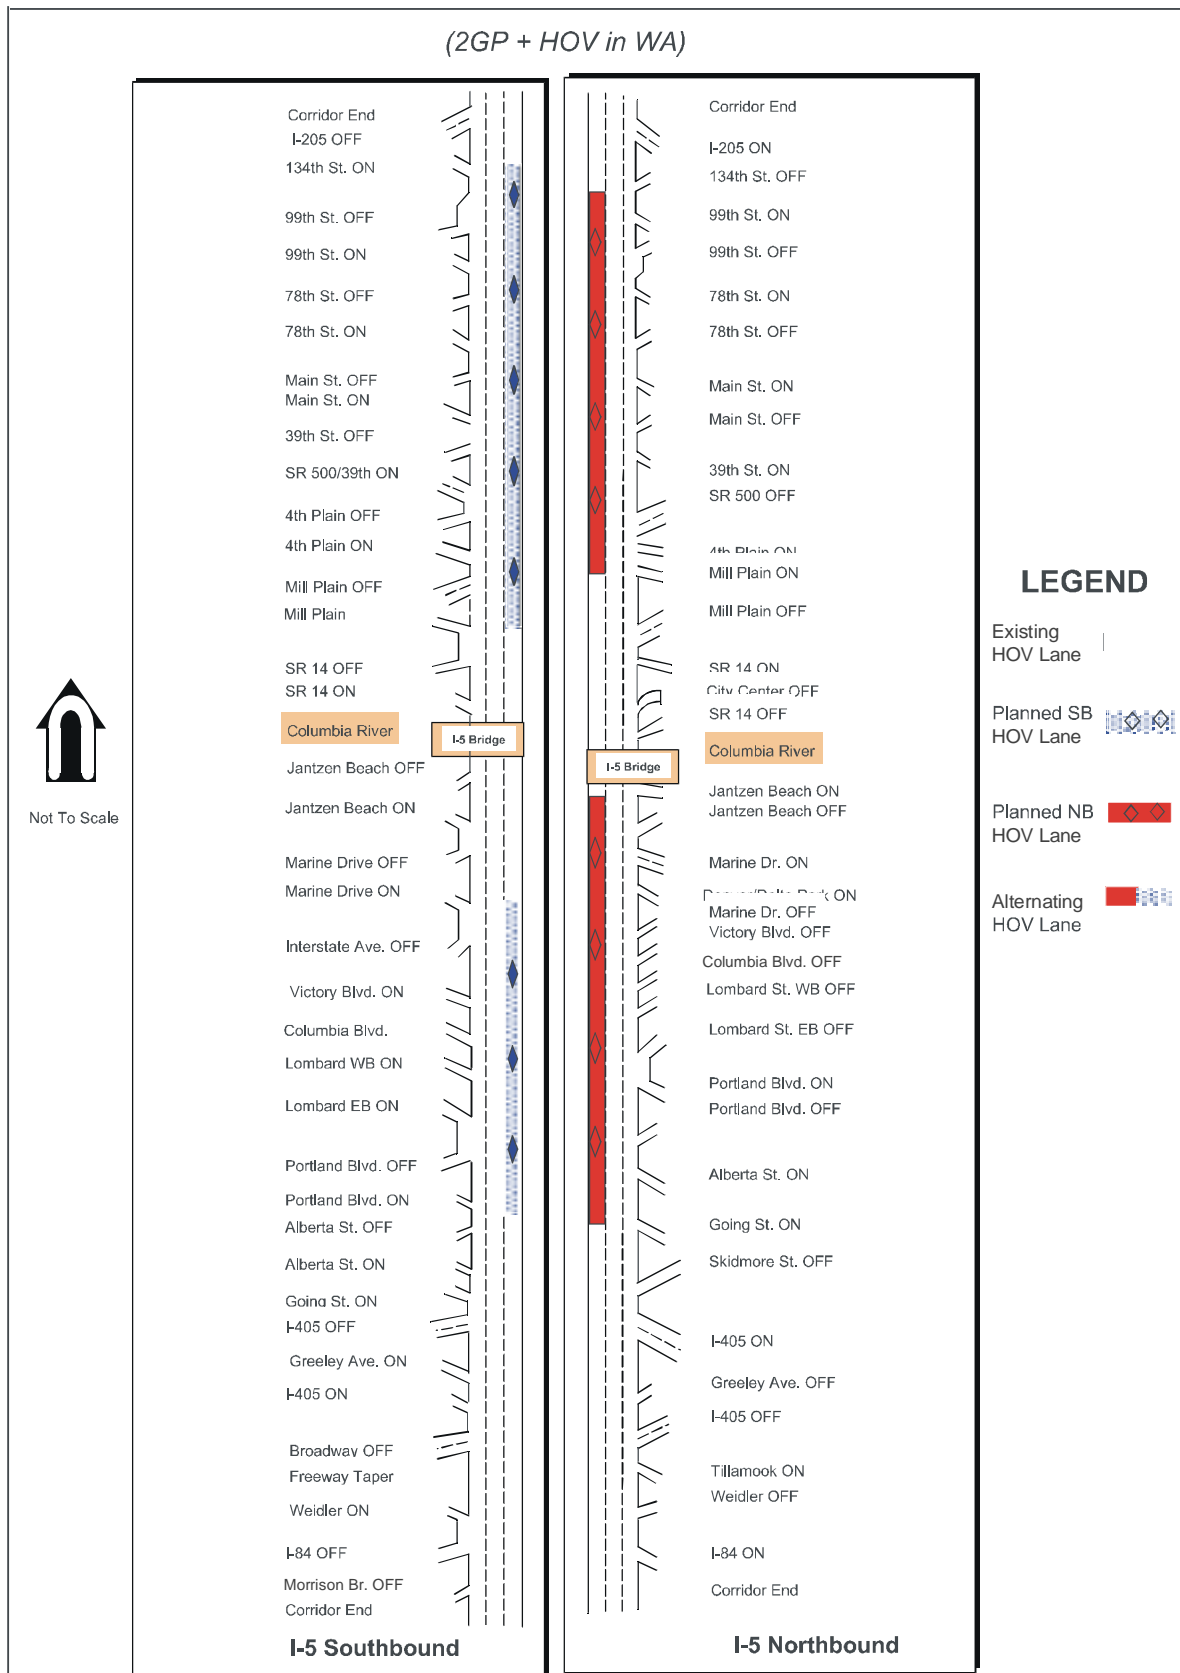 (2GP + HOV in WA)
Corridor End
I-205 OFF
134th St. ON
99th St. OFF
99th St. ON
78th St. OFF
78th St. ON
Main St. OFF
Main St. ON
39th St. OFF
SR 500/39th ON
4th Plain OFF
4th Plain ON
Mill Plain OFF
Mill Plain
SR 14 OFF
SR 14 ON
Columbia River
I-5 Bridge
Jantzen Beach OFF
Jantzen Beach ON
Marine Drive OFF
Marine Drive ON
Interstate Ave. OFF
Victory Blvd. ON
Columbia Blvd.
Lombard WB ON
Lombard EB ON
Portland Blvd. OFF
Portland Blvd. ON
Alberta St. OFF
Alberta St. ON
Going St. ON
I-405 OFF
Greeley Ave. ON
I-405 ON
Broadway OFF
Freeway Taper
Weidler ON
I-84 OFF
Morrison Br. OFF
Corridor End
I-5 Southbound
Corridor End
I-205 ON
134th St. OFF
99th St. ON
99th St. OFF
78th St. ON
78th St. OFF
Main St. ON
Main St. OFF
39th St. ON
SR 500 OFF
4th Plain ON
Mill Plain ON
Mill Plain OFF
SR 14 ON
City Center OFF
SR 14 OFF
Columbia River
I-5 Bridge
Jantzen Beach ON
Jantzen Beach OFF
Marine Dr. ON
Denver/Delta Park ON
Marine Dr. OFF
Victory Blvd. OFF
Columbia Blvd. OFF
Lombard St. WB OFF
Lombard St. EB OFF
Portland Blvd. ON
Portland Blvd. OFF
Alberta St. ON
Going St. ON
Skidmore St. OFF
I-405 ON
Greeley Ave. OFF
I-405 OFF
Tillamook ON
Weidler OFF
I-84 ON
Corridor End
I-5 Northbound
Not To Scale
LEGEND
Existing
HOV Lane
Planned SB
HOV Lane
Planned NB
HOV Lane
Alternating
HOV Lane